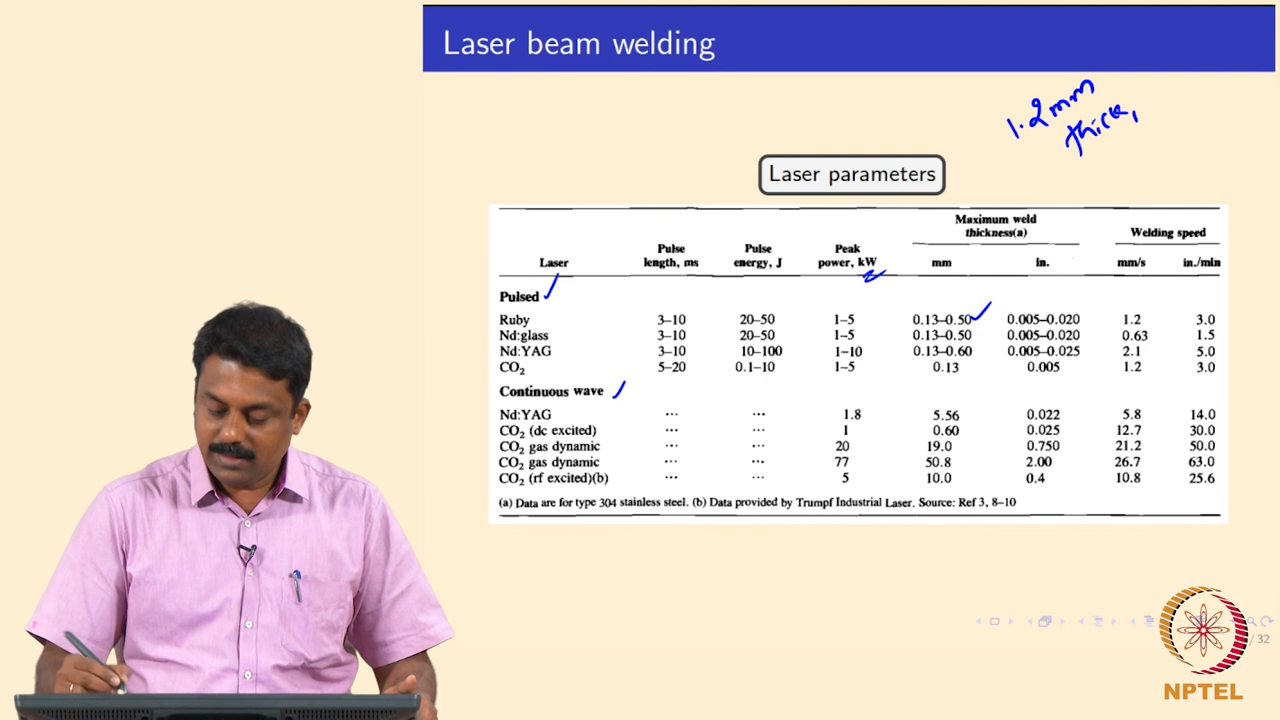 Laser beam welding
1.2mm
thick,
Laser parameters
Maximum weld
thickness(a) Welding speed
Pulse Pulse Peak
Laser length, ms energy, J power, kW mm in. mm/s in./min
Pulsed
Ruby 3–10 20–50 1–5 0.13–0.50 0.005–0.020 1.2 3.0
Nd:glass 3–10 20–50 1–5 0.13–0.50 0.005–0.020 0.63 1.5
Nd:YAG 3–10 10–100 1–10 0.13–0.60 0.005–0.025 2.1 5.0
CO₂ 5–20 0.1–10 1–5 0.13 0.005 1.2 3.0
Continuous wave
Nd:YAG ··· ··· 1.8 5.56 0.022 5.8 14.0
CO₂ (dc excited) ··· ··· 1 0.60 0.025 12.7 30.0
CO₂ gas dynamic ··· ··· 20 19.0 0.750 21.2 50.0
CO₂ gas dynamic ··· ··· 77 50.8 2.00 26.7 63.0
CO₂ (rf excited)(b) ··· ··· 5 10.0 0.4 10.8 25.6
(a) Data are for type 304 stainless steel. (b) Data provided by Trumpf Industrial Laser. Source: Ref 3, 8–10
/ 32
NPTEL